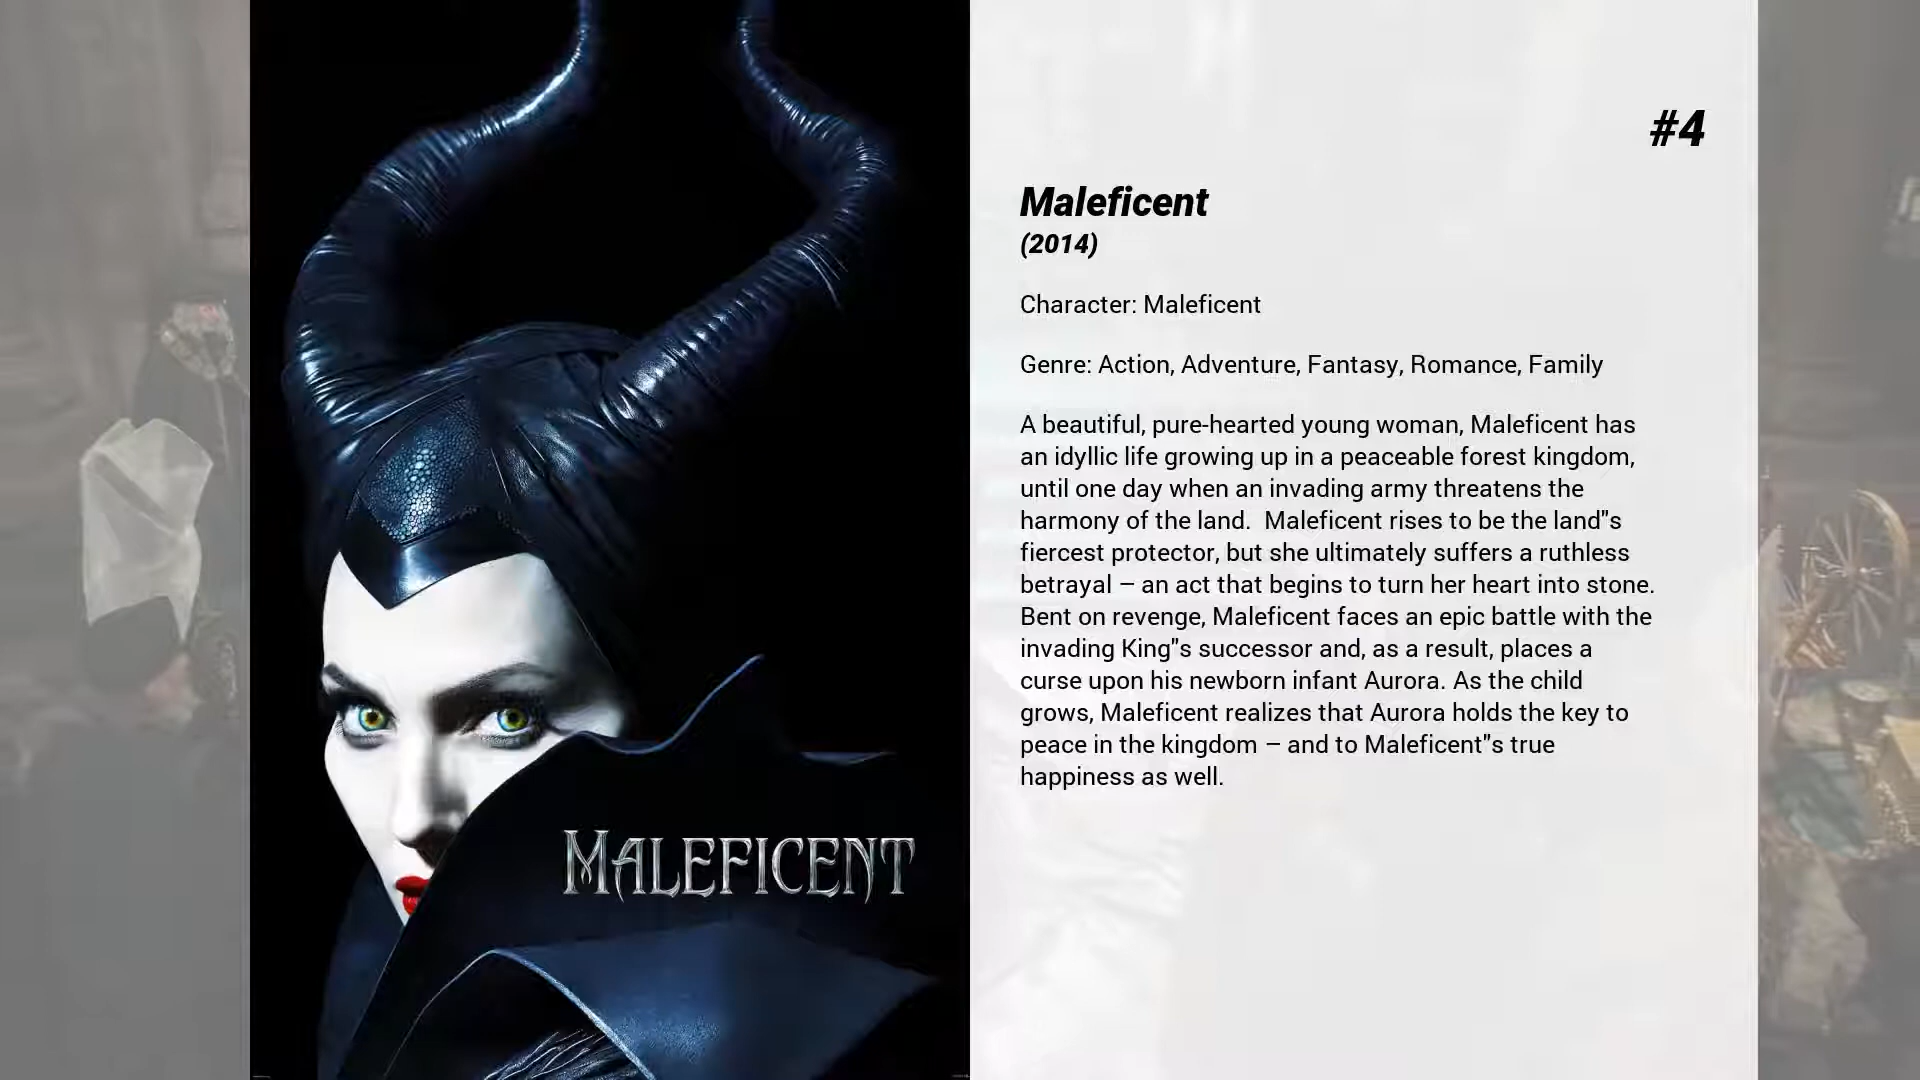 #4
Maleficent
(2014)
Character: Maleficent
Genre: Action, Adventure, Fantasy, Romance, Family
A beautiful, pure-hearted young woman, Maleficent has
an idyllic life growing up in a peaceable forest kingdom,
until one day when an invading army threatens the
harmony of the land.  Maleficent rises to be the land"s
fiercest protector, but she ultimately suffers a ruthless
betrayal – an act that begins to turn her heart into stone.
Bent on revenge, Maleficent faces an epic battle with the
invading King"s successor and, as a result, places a
curse upon his newborn infant Aurora. As the child
grows, Maleficent realizes that Aurora holds the key to
peace in the kingdom – and to Maleficent"s true
happiness as well.
MALEFICENT